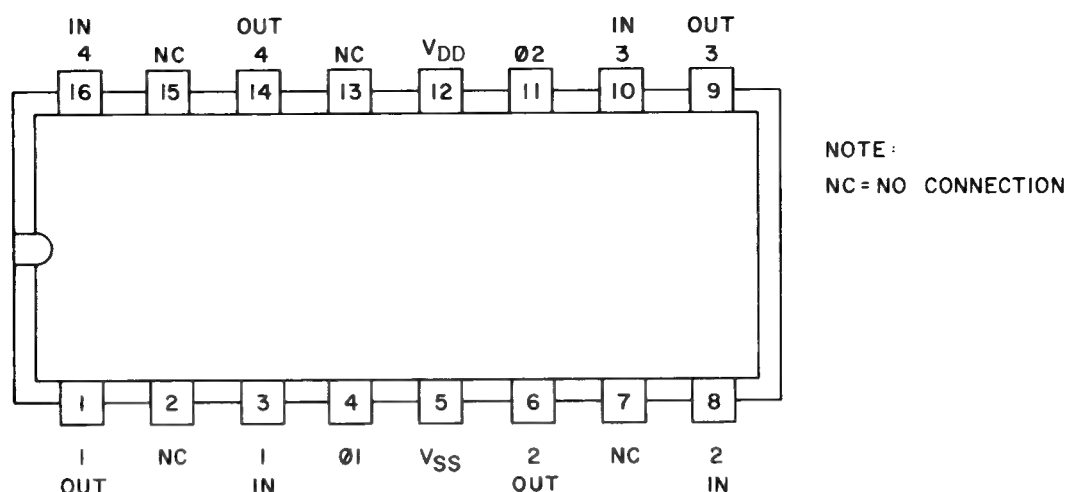 IN OUT IN OUT
4 NC 4 NC VDD Ø2 3 3
16 15 14 13 12 11 10 9
NOTE:
NC=NO CONNECTION
1 2 3 4 5 6 7 8
1 NC 1 Ø1 VSS 2 NC 2
OUT IN OUT IN